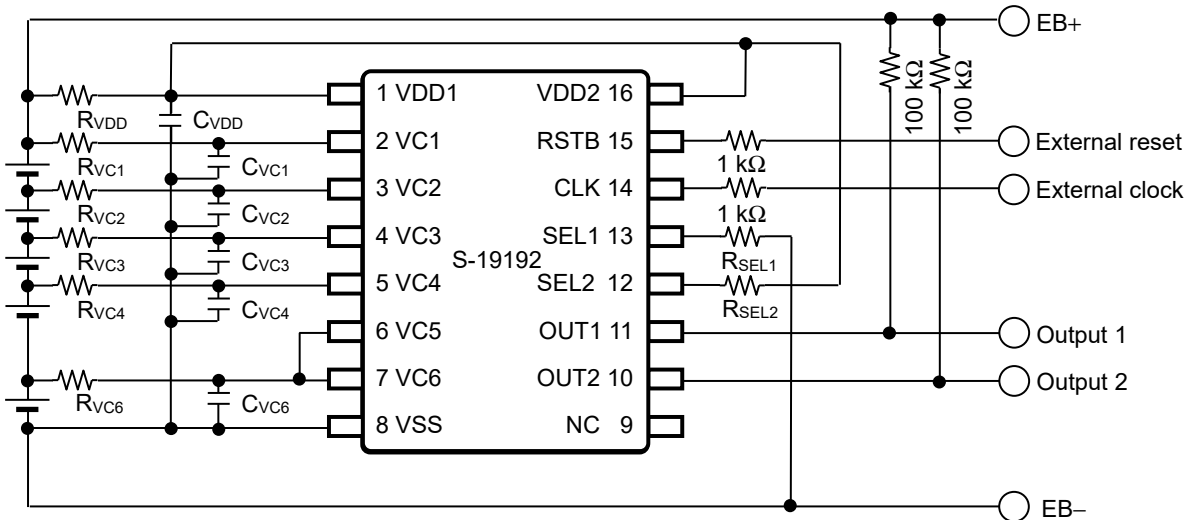 EB+
100 kΩ
100 kΩ
RVDD
CVDD
1 VDD1
VDD2 16
RVC1
CVC1
2 VC1
RSTB 15
1 kΩ
External reset
RVC2
CVC2
3 VC2
CLK 14
1 kΩ
External clock
RVC3
CVC3
4 VC3
S-19192
SEL1 13
RSEL1
RVC4
CVC4
5 VC4
SEL2 12
RSEL2
6 VC5
OUT1 11
Output 1
RVC6
CVC6
7 VC6
OUT2 10
Output 2
8 VSS
NC 9
EB−